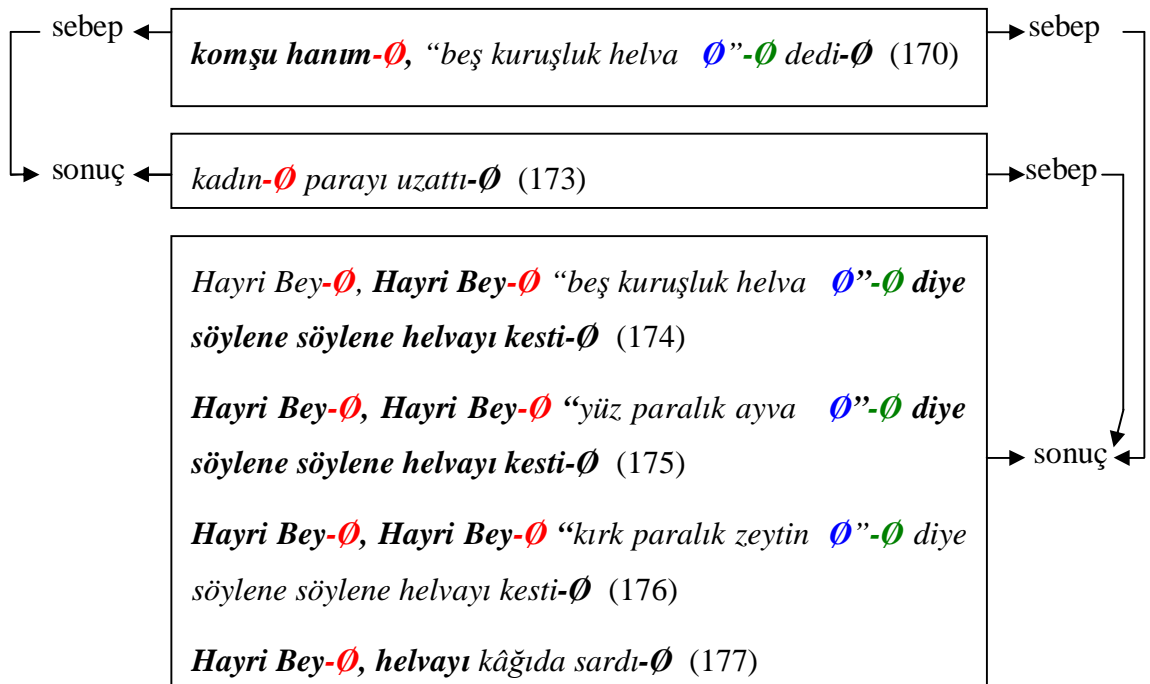 sebep
komşu hanım-Ø, “beş kuruşluk helva Ø”-Ø dedi-Ø (170)
sebep
sonuç
kadın-Ø parayı uzattı-Ø (173)
sebep
Hayri Bey-Ø, Hayri Bey-Ø “beş kuruşluk helva Ø”-Ø diye
söylene söylene helvayı kesti-Ø (174)
Hayri Bey-Ø, Hayri Bey-Ø “yüz paralık ayva Ø”-Ø diye
söylene söylene helvayı kesti-Ø (175)
sonuç
Hayri Bey-Ø, Hayri Bey-Ø “kırk paralık zeytin Ø”-Ø diye
söylene söylene helvayı kesti-Ø (176)
Hayri Bey-Ø, helvayı kâğıda sardı-Ø (177)